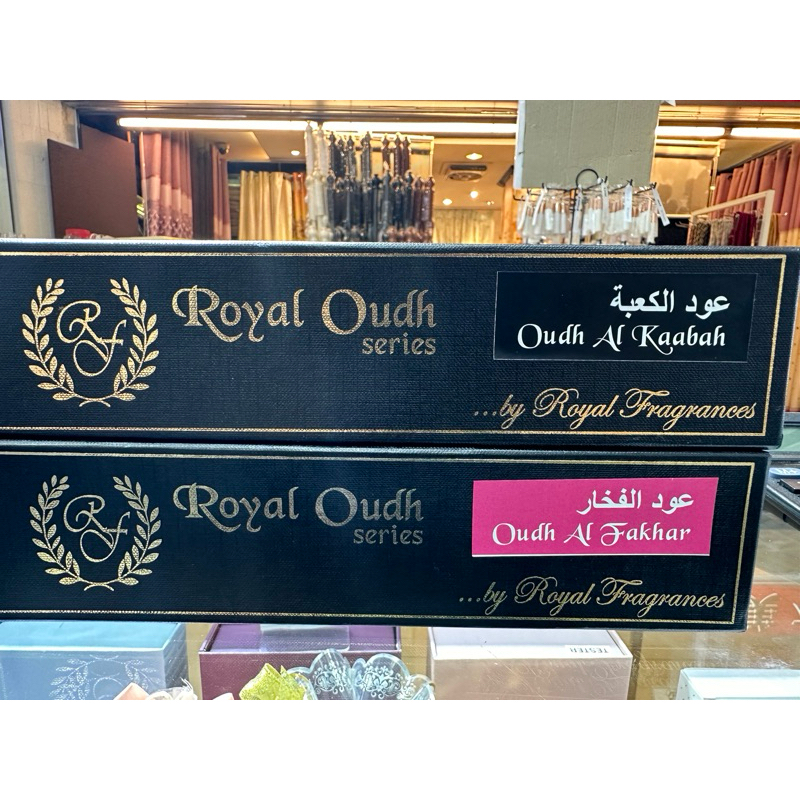 Rf
Royal Oudh
series
عود الكعبة
Oudh Al Kaabah
...by Royal Fragrances
Rf
Royal Oudh
series
عود الفخار
Oudh Al Fakhar
...by Royal Fragrances
TESTER